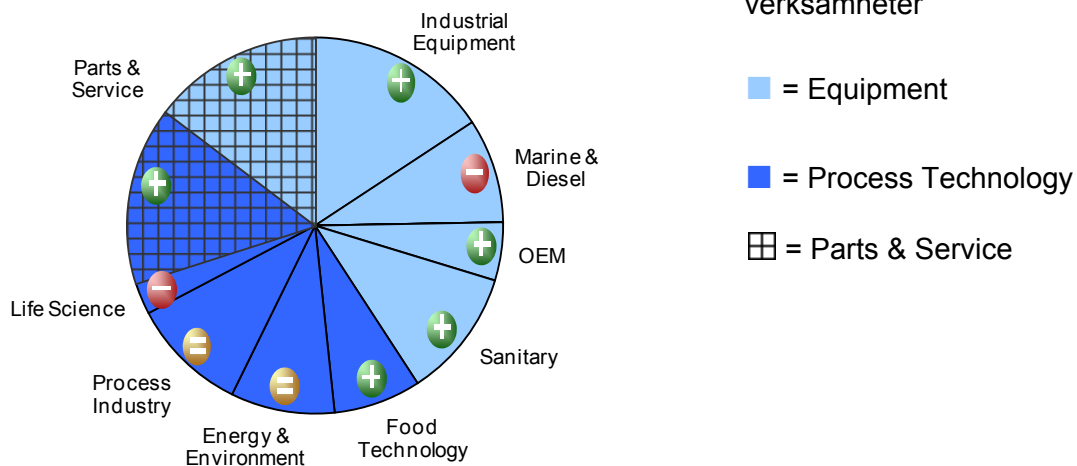 verksamheter
Industrial
Equipment
Parts &
Service
= Equipment
Marine &
Diesel
= Process Technology
= Parts & Service
OEM
Life Science
Sanitary
Process
Industry
Food
Technology
Energy &
Environment